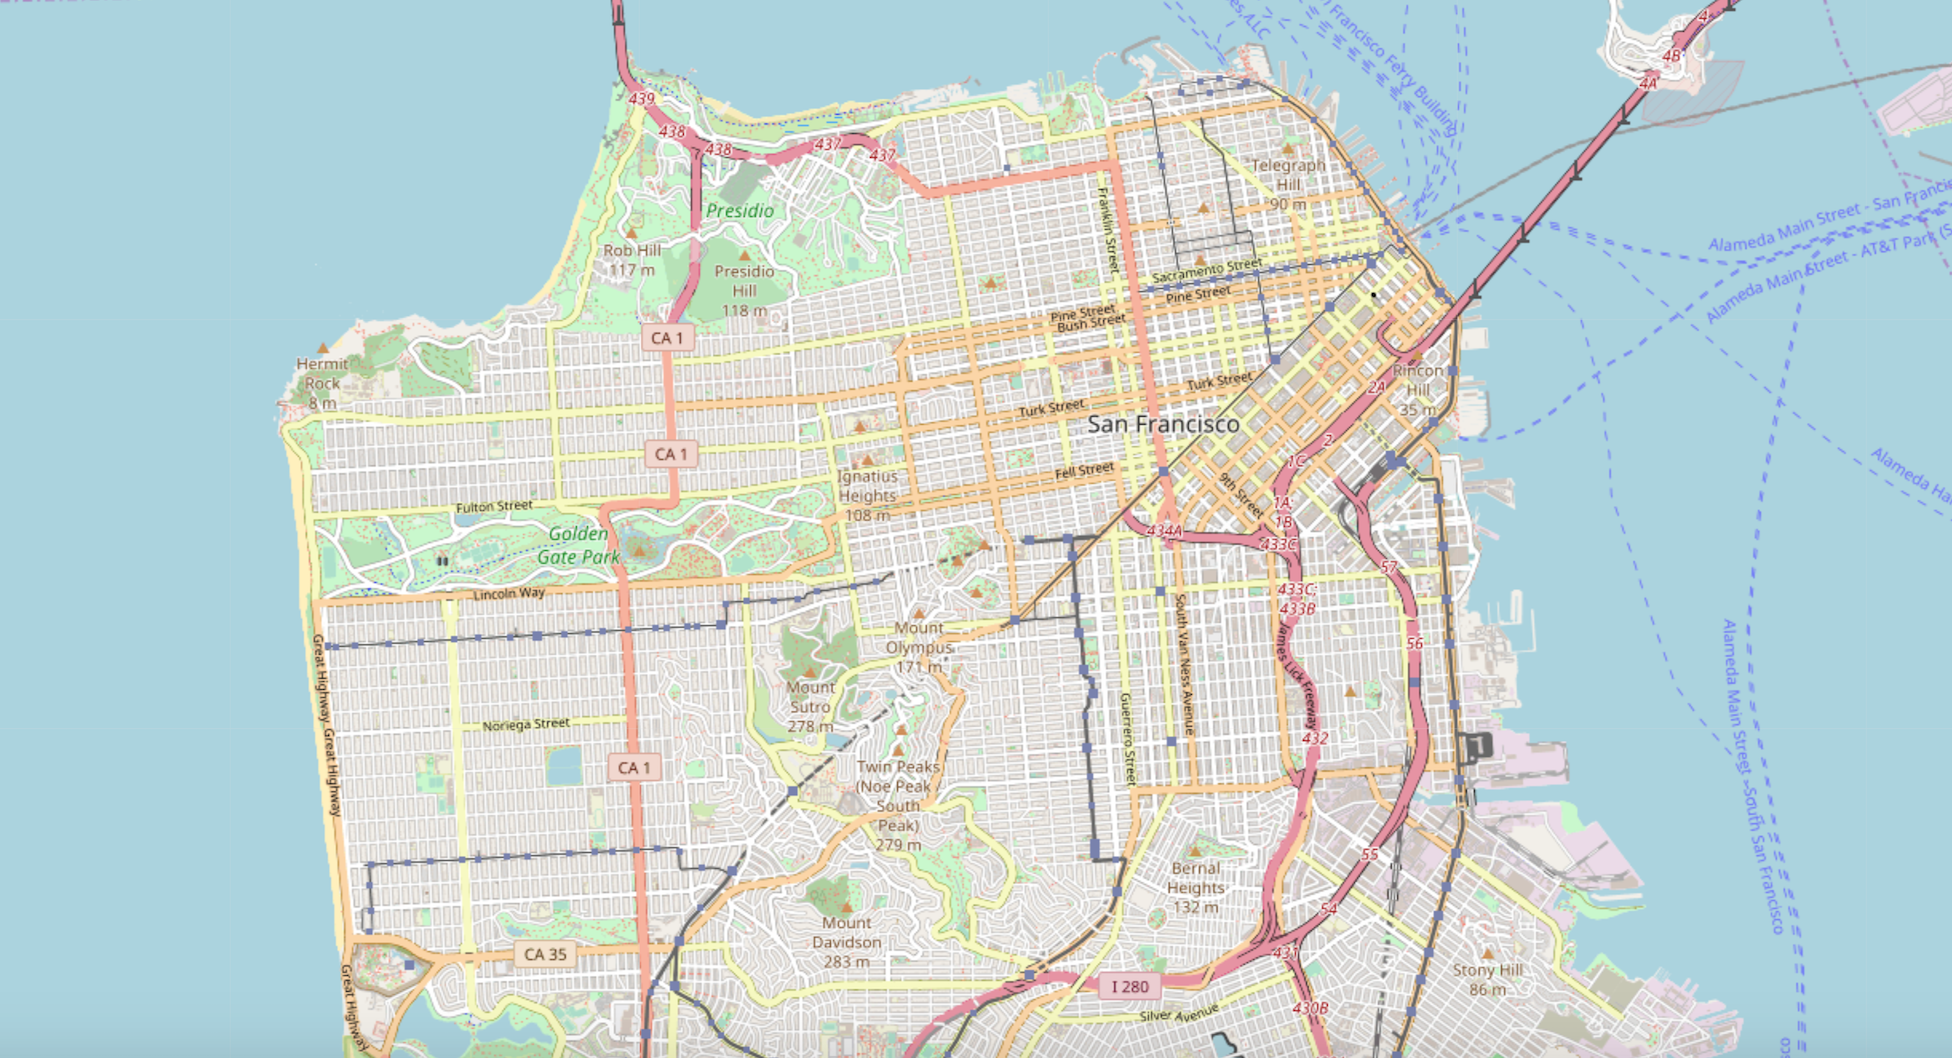 439
438
438
437
437
Presidio
Rob Hill
117 m
Presidio
Hill
118 m
CA 1
Hermit
Rock
8 m
Telegraph
Hill
90 m
Franklin Street
Sacramento Street
Pine Street
Pine Street
Bush Street
Turk Street
Turk Street
San Francisco
Rincon
Hill
35 m
4
4B
4A
San Francisco Ferry Building
Alameda Main Street - San Francis
Alameda Main Street - AT&T Park (S
2A
2
1C
1A,
1B
CA 1
Ignatius
Heights
108 m
Fell Street
9th Street
Fulton Street
Golden
Gate Park
434A
433C
433C;
433B
57
56
Lincoln Way
Great Highway
Great Highway
Mount
Olympus
171 m
Mount
Sutro
278 m
South Van Ness Avenue
James Lick Freeway
Guerrero Street
432
Noriega Street
CA 1
Twin Peaks
(Noe Peak
South
Peak)
279 m
Bernal
Heights
132 m
55
54
Mount
Davidson
283 m
CA 35
Great Highway
I 280
431
430B
Silver Avenue
Stony Hill
86 m
Alameda Main Street - South San Francisco